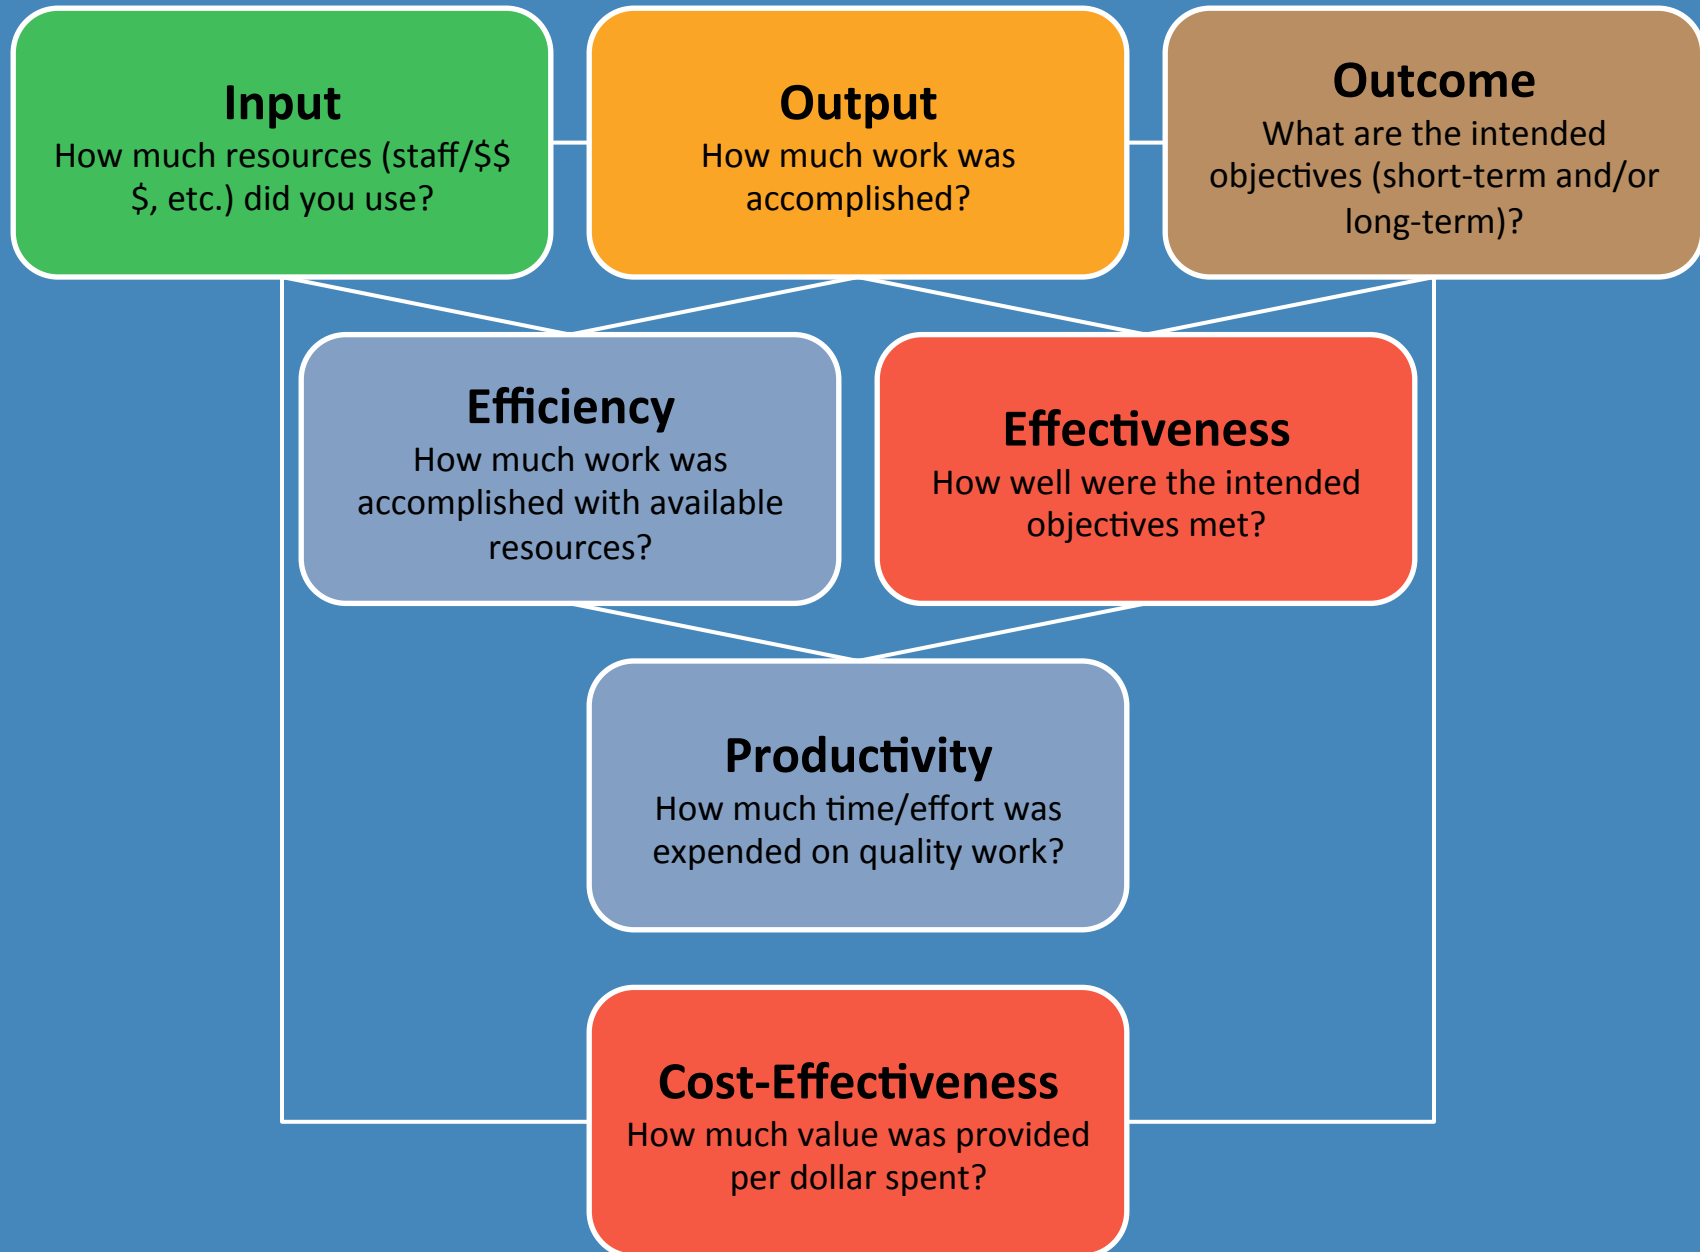 Input
How much resources (staff/$$
$, etc.) did you use?
Output
How much work was
accomplished?
Outcome
What are the intended
objectives (short-term and/or
long-term)?
Efficiency
How much work was
accomplished with available
resources?
Effectiveness
How well were the intended
objectives met?
Productivity
How much time/effort was
expended on quality work?
Cost-Effectiveness
How much value was provided
per dollar spent?